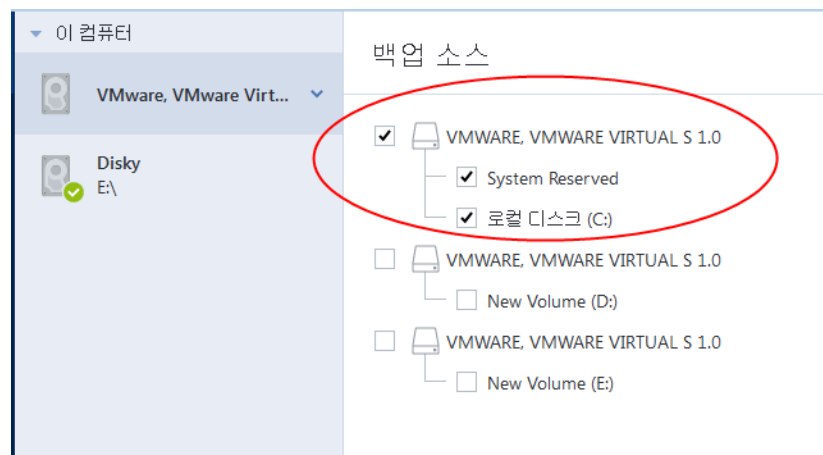 이 컴퓨터
VMware, VMware Virt...
Disky
E:\
백업 소스
VMWARE, VMWARE VIRTUAL S 1.0
System Reserved
로컬 디스크 (C:)
VMWARE, VMWARE VIRTUAL S 1.0
New Volume (D:)
VMWARE, VMWARE VIRTUAL S 1.0
New Volume (E:)